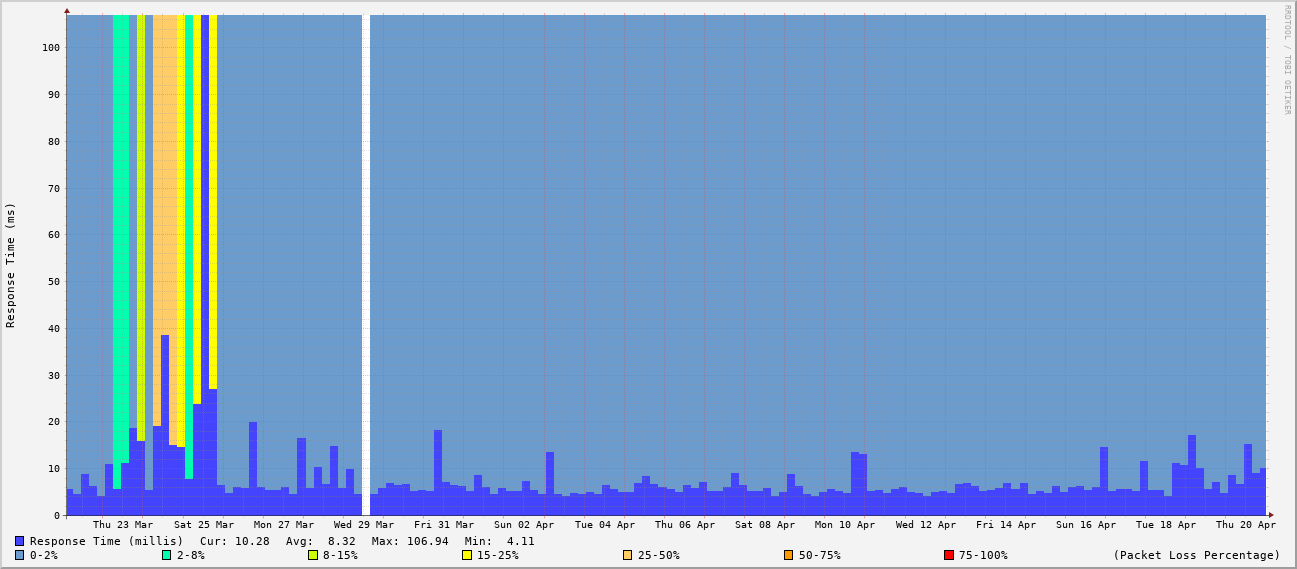 RRDTOOL / TOBI OETIKER
Response Time (ms)
100
90
80
70
60
50
40
30
20
10
0
Thu 23 Mar Sat 25 Mar Mon 27 Mar Wed 29 Mar Fri 31 Mar Sun 02 Apr Tue 04 Apr Thu 06 Apr Sat 08 Apr Mon 10 Apr Wed 12 Apr Fri 14 Apr Sun 16 Apr Tue 18 Apr Thu 20 Apr
Response Time (millis) Cur: 10.28 Avg: 8.32 Max: 106.94 Min: 4.11
0-2% 2-8% 8-15% 15-25% 25-50% 50-75% 75-100% (Packet Loss Percentage)